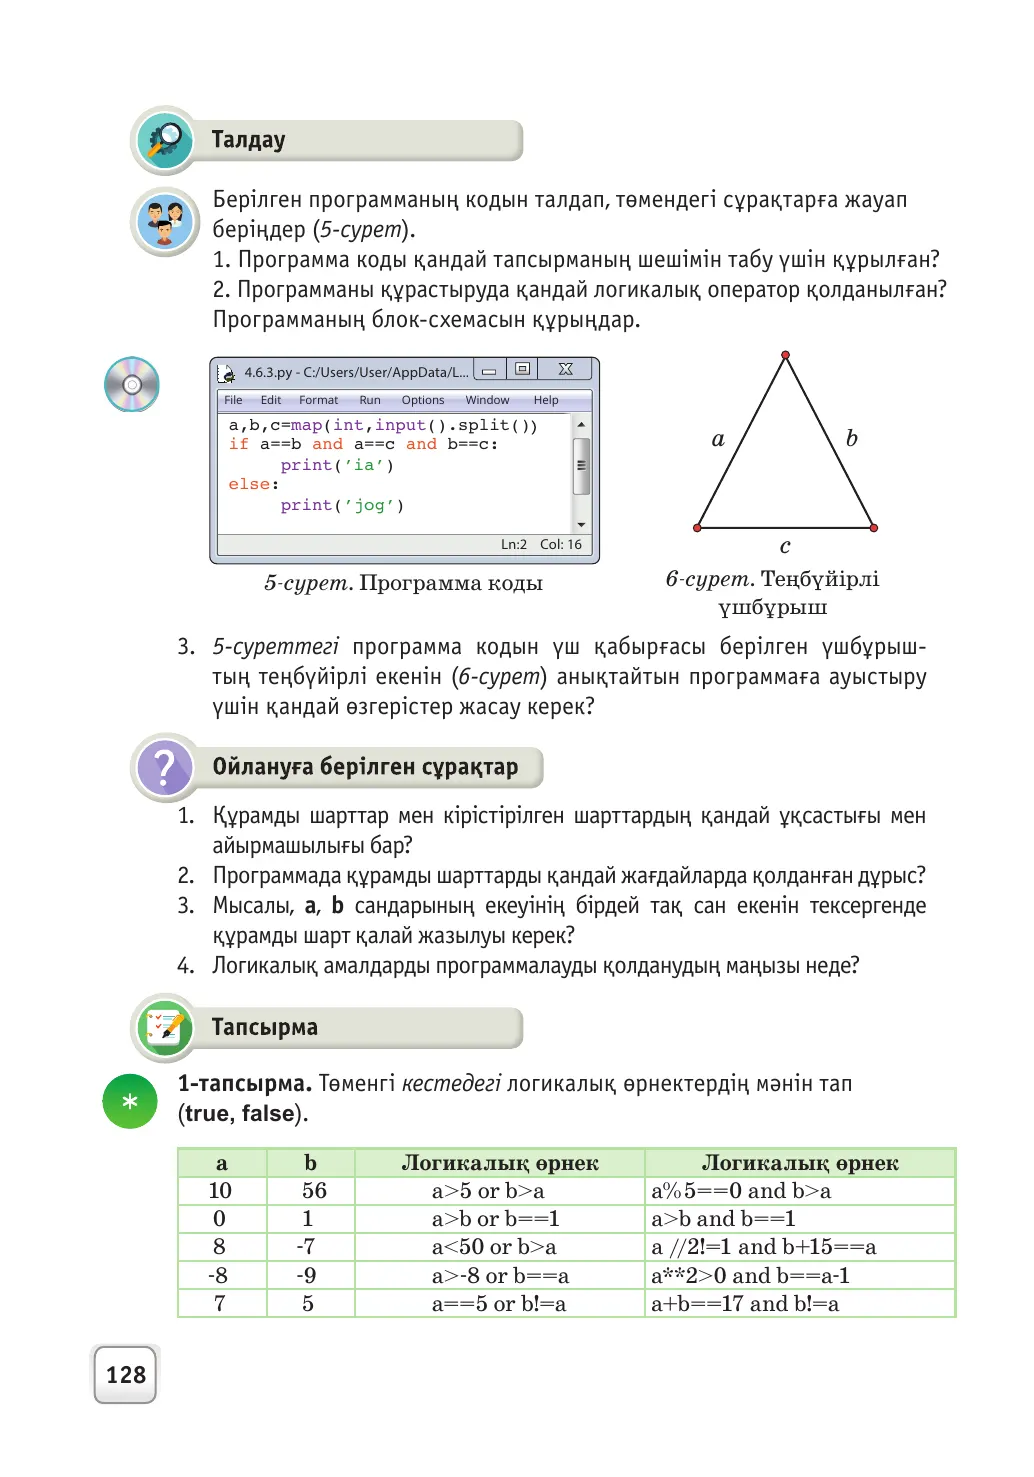 Талдау
Берілген программаның кодын талдап, төмендегі сұрақтарға жауап
беріңдер (5-сурет).
1. Программа коды қандай тапсырманың шешімін табу үшін құрылған?
2. Программаны құрастыруда қандай логикалық оператор қолданылған?
Программаның блок-схемасын құрыңдар.
4.6.3.py - C:/Users/User/AppData/L...
File Edit Format Run Options Window Help
a,b,c=map(int,input().split())
if a==b and a==c and b==c:
print('ia')
else:
print('jog')
Ln:2 Col: 16
5-сурет. Программа коды
a b
c
6-сурет. Теңбүйірлі
үшбұрыш
3. 5-суреттегі программа кодын үш қабырғасы берілген үшбұрыш-
тың теңбүйірлі екенін (6-сурет) анықтайтын программаға ауыстыру
үшін қандай өзгерістер жасау керек?
Ойлануға берілген сұрақтар
1. Құрамды шарттар мен кірістірілген шарттардың қандай ұқсастығы мен
айырмашылығы бар?
2. Программада құрамды шарттарды қандай жағдайларда қолданған дұрыс?
3. Мысалы, a, b сандарының екеуінің бірдей тақ сан екенін тексергенде
құрамды шарт қалай жазылуы керек?
4. Логикалық амалдарды программалауды қолданудың маңызы неде?
Тапсырма
*
1-тапсырма. Төменгі кестедегі логикалық өрнектердің мәнін тап
(true, false).
a b Логикалық өрнек Логикалық өрнек
10 56 a>5 or b>a a%5==0 and b>a
0 1 a>b or b==1 a>b and b==1
8 -7 a<50 or b>a a //2!=1 and b+15==a
-8 -9 a>-8 or b==a a**2>0 and b==a-1
7 5 a==5 or b!=a a+b==17 and b!=a
128